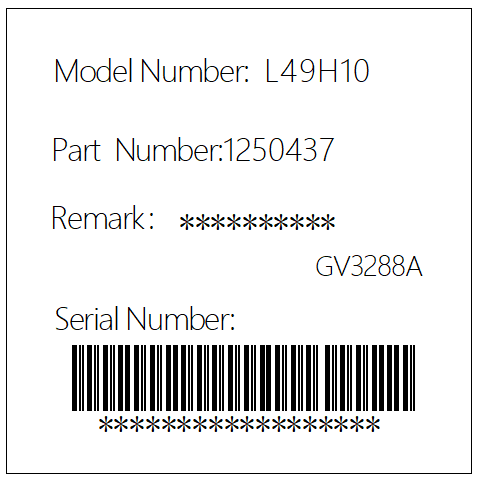 Model Number: L49H10
Part Number:1250437
Remark: **********
GV3288A
Serial Number:
*****************